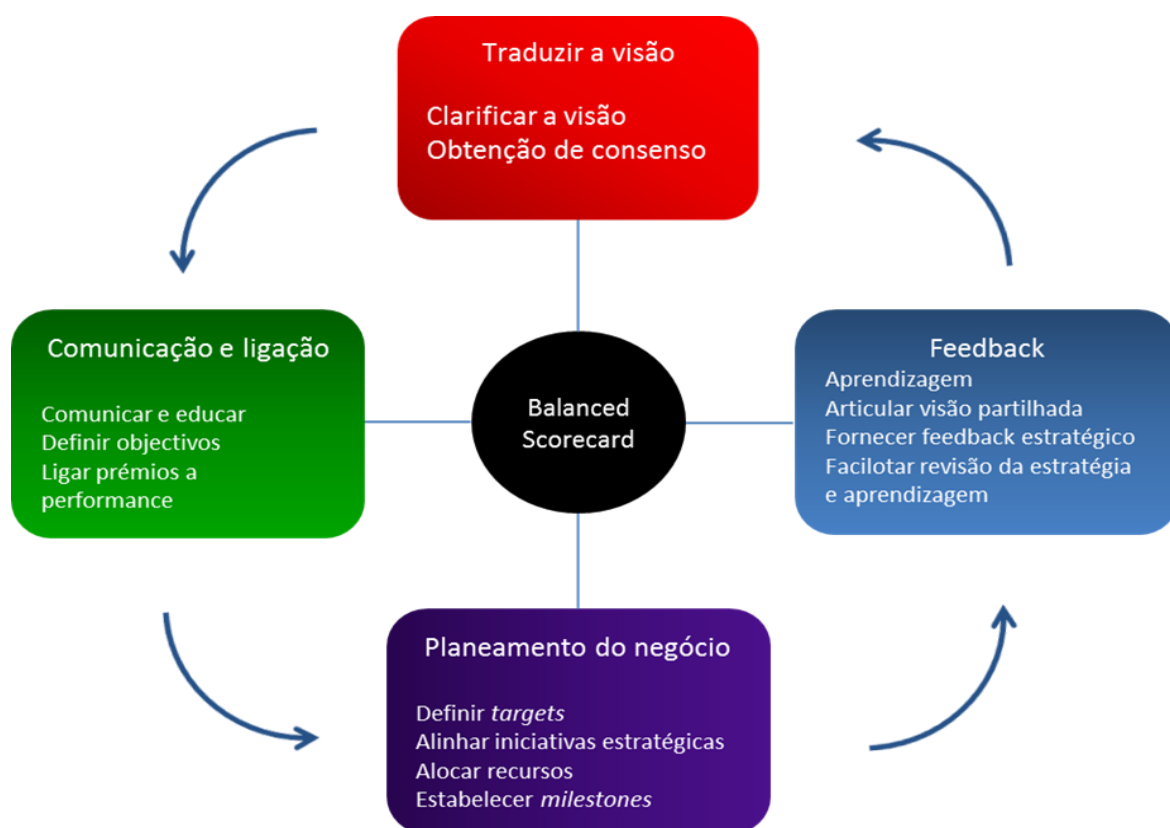 Traduzir a visão
Clarificar a visão
Obtenção de consenso
Comunicação e ligação
Comunicar e educar
Definir objectivos
Ligar prémios a
performance
Balanced
Scorecard
Feedback
Aprendizagem
Articular visão partilhada
Fornecer feedback estratégico
Facilotar revisão da estratégia
e aprendizagem
Planeamento do negócio
Definir targets
Alinhar iniciativas estratégicas
Alocar recursos
Estabelecer milestones